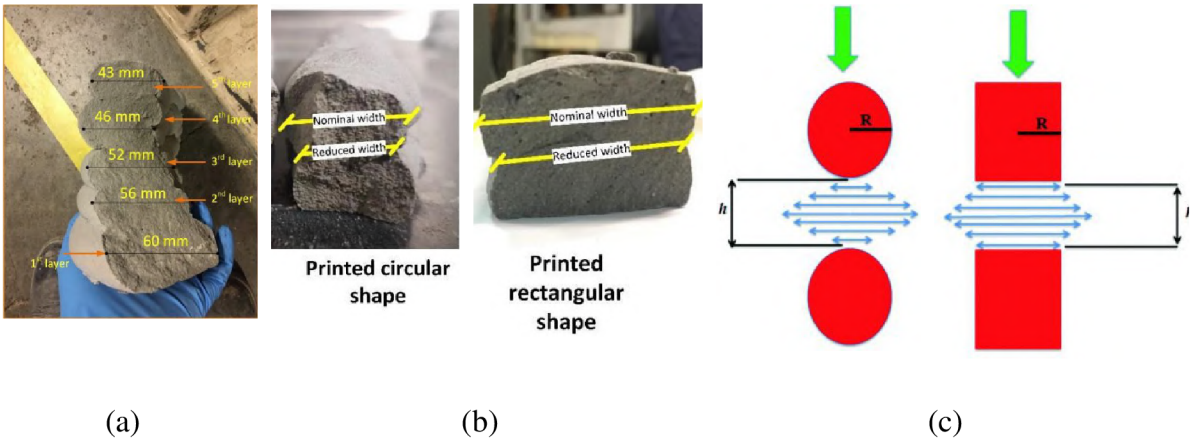 43 mm
5th layer
46 mm
4th layer
52 mm
3rd layer
56 mm
2nd layer
60 mm
1st layer
Nominal width
Reduced width
Printed circular
shape
Nominal width
Reduced width
Printed
rectangular
shape
R
R
h
h
(a)
(b)
(c)